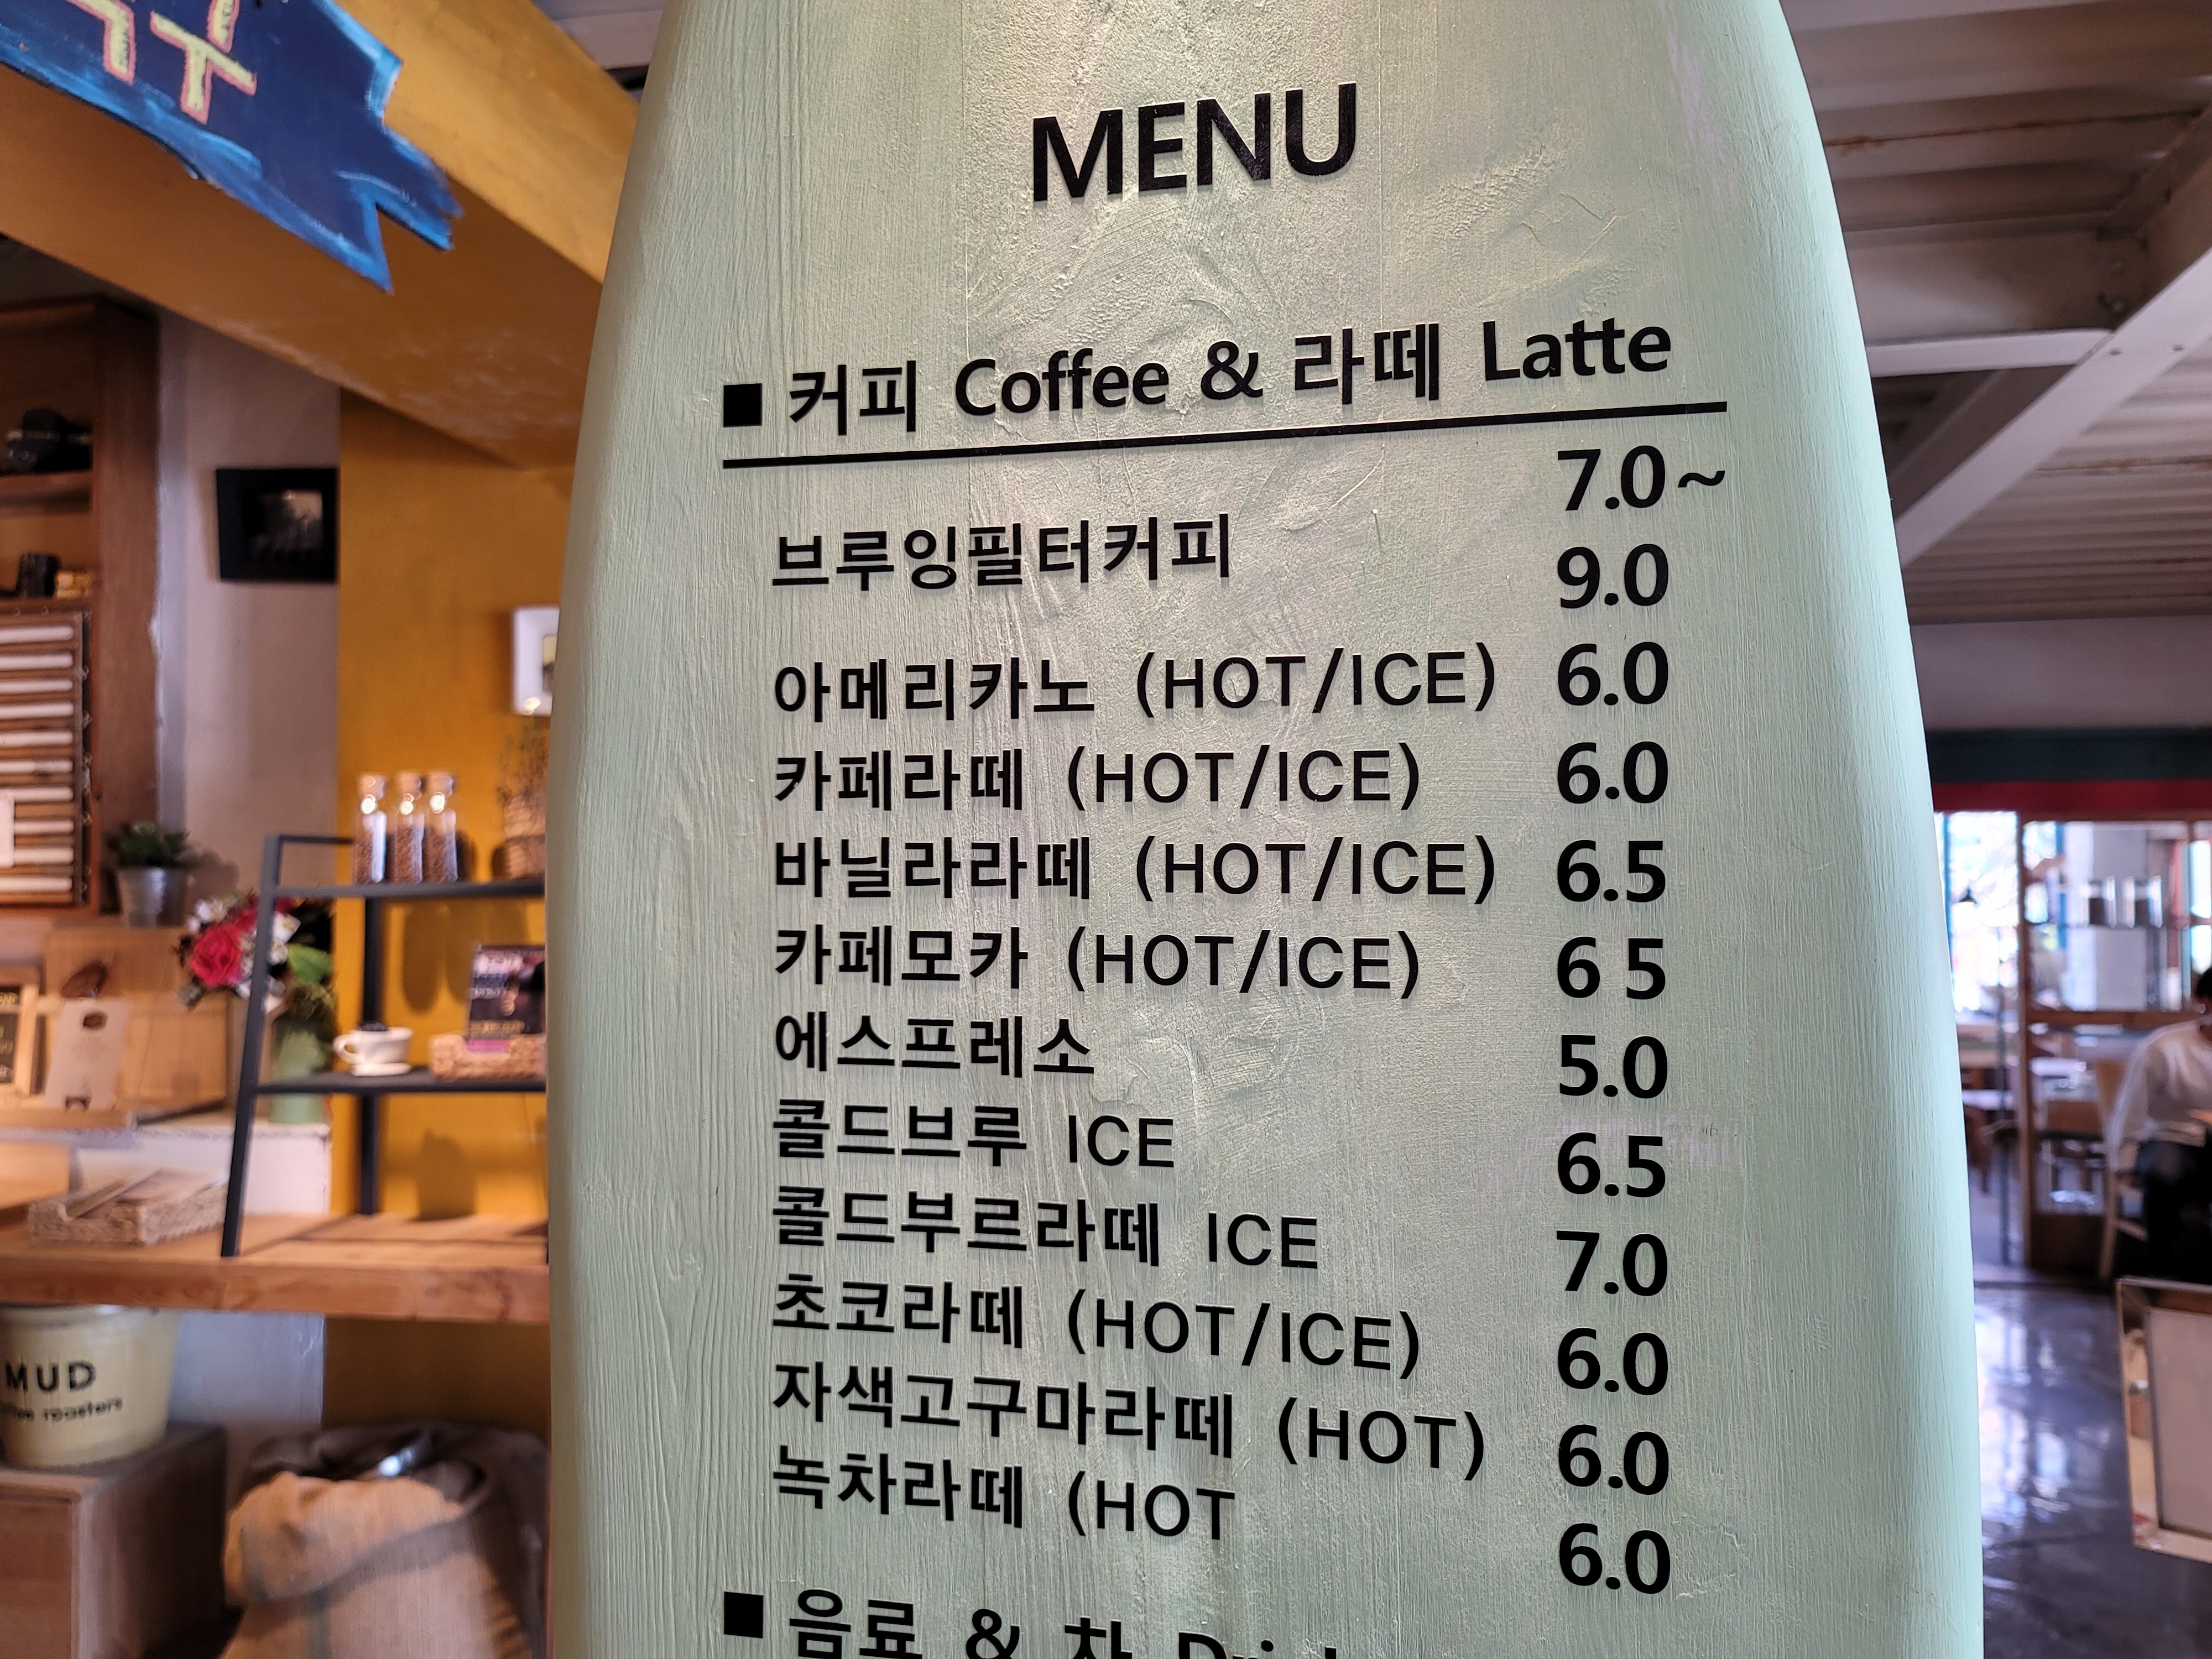 MENU
■ 커피 Coffee & 라떼 Latte
7.0~
브루잉필터커피 9.0
아메리카노 (HOT/ICE) 6.0
카페라떼 (HOT/ICE) 6.0
바닐라라떼 (HOT/ICE) 6.5
카페모카 (HOT/ICE) 6 5
에스프레소 5.0
콜드브루 ICE 6.5
콜드부르라떼 ICE 7.0
초코라떼 (HOT/ICE) 6.0
자색고구마라떼 (HOT) 6.0
녹차라떼 (HOT 6.0
■ 음료 & 차
MUD
roasters